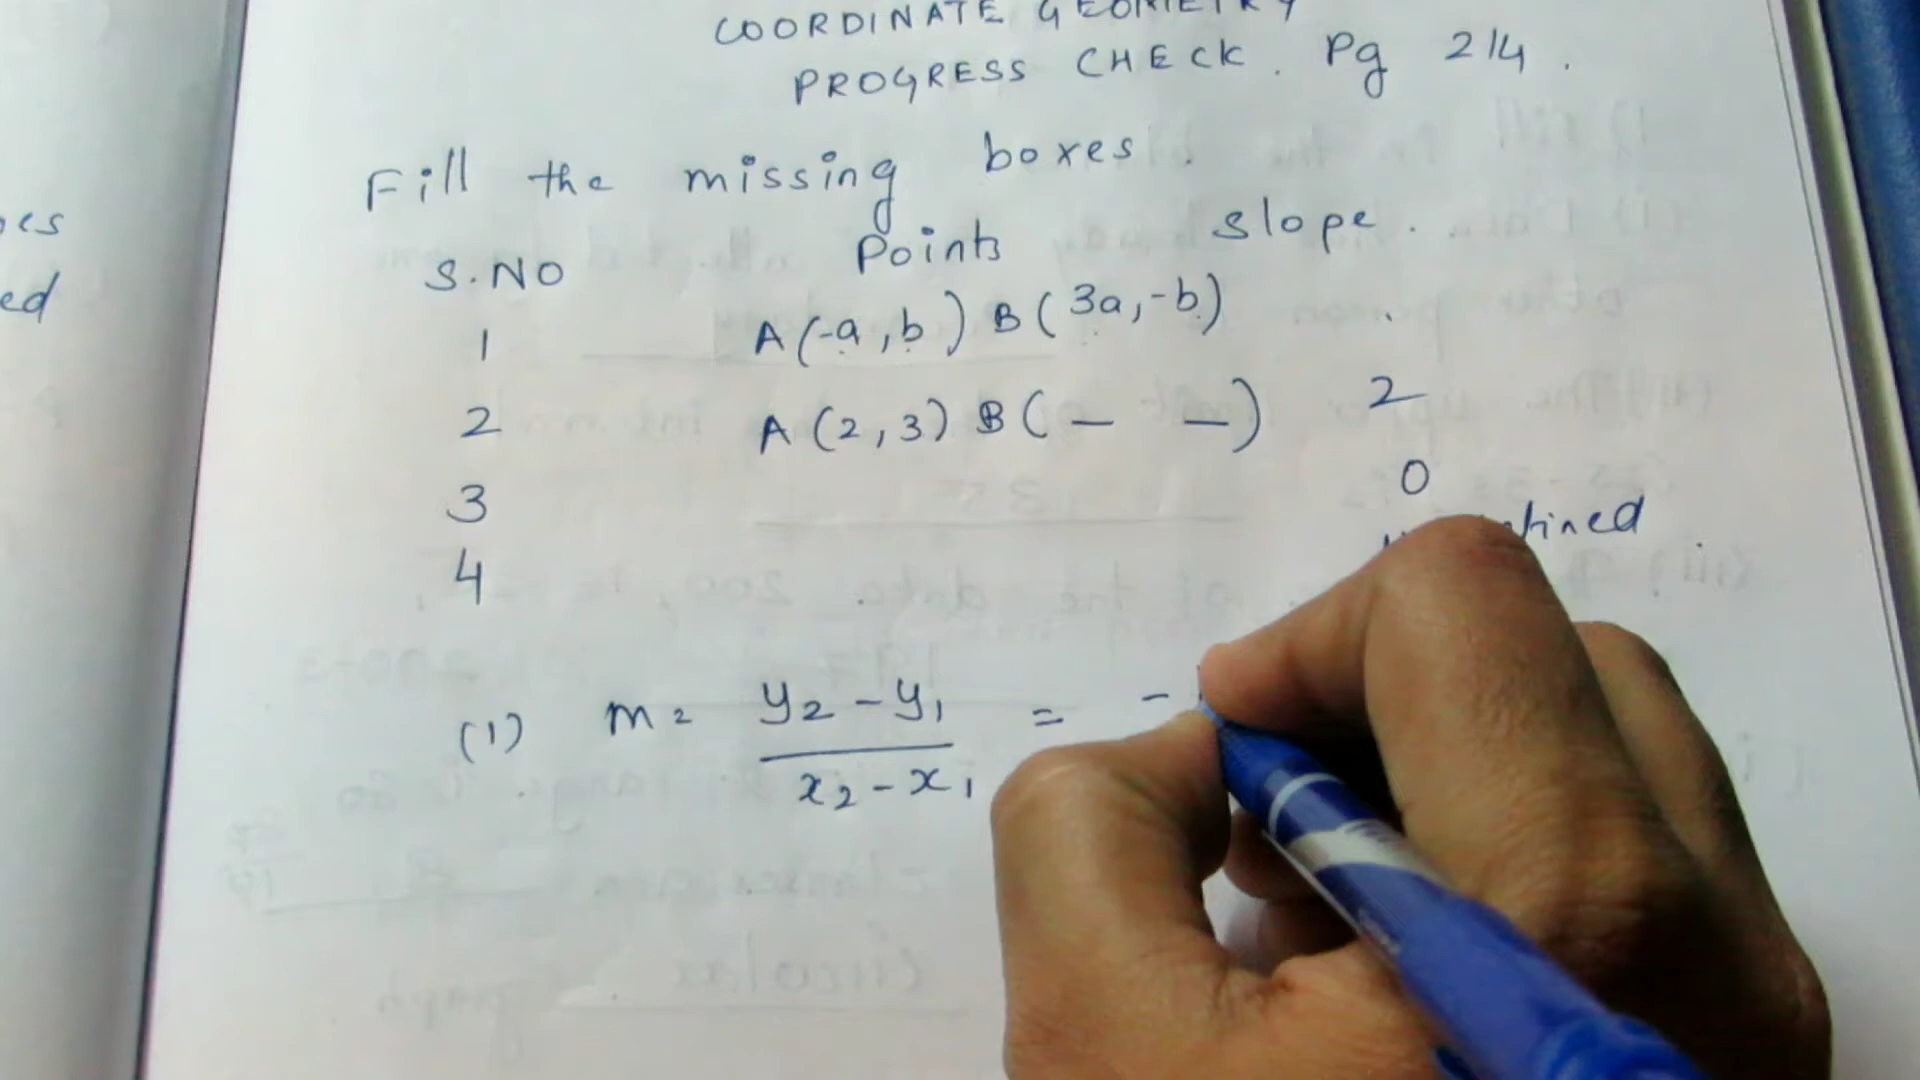 COORDINATE GEOMETRY
PROGRESS CHECK. Pg 214.
Fill the missing boxes.
S.NO Points slope.
1 A(-a,b) B(3a,-b)
2 A(2,3) B(_ _) 2
3 0
4
(1) m = y₂-y₁ / x₂-x₁ = -